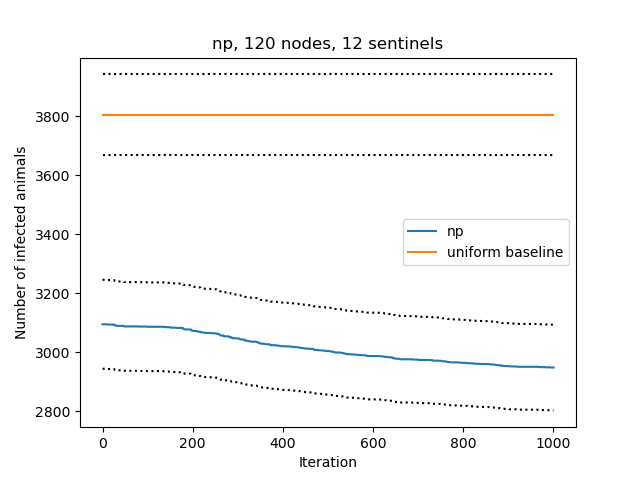 np, 120 nodes, 12 sentinels
Number of infected animals
3800
3600
3400
3200
3000
2800
np
uniform baseline
0 200 400 600 800 1000
Iteration